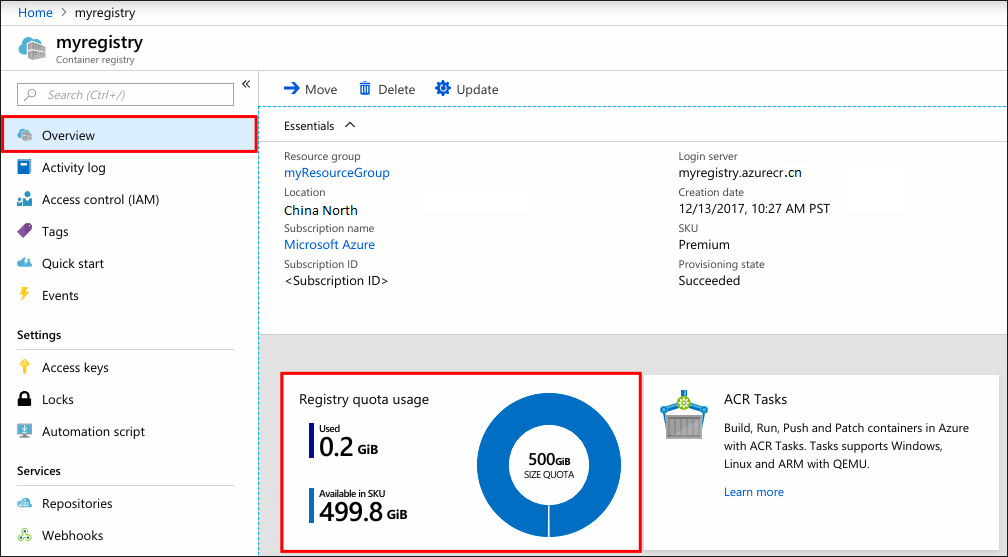 Home > myregistry
myregistry
Container registry
Search (Ctrl+/)
«
Overview
Activity log
Access control (IAM)
Tags
Quick start
Events
Settings
Access keys
Locks
Automation script
Services
Repositories
Webhooks
Move Delete Update
Essentials
Resource group
myResourceGroup
Location
China North
Subscription name
Microsoft Azure
Subscription ID
<Subscription ID>
Login server
myregistry.azurecr.cn
Creation date
12/13/2017, 10:27 AM PST
SKU
Premium
Provisioning state
Succeeded
Registry quota usage
Used
0.2 GiB
Available in SKU
499.8 GiB
500GiB
SIZE QUOTA
ACR Tasks
Build, Run, Push and Patch containers in Azure
with ACR Tasks. Tasks supports Windows,
Linux and ARM with QEMU.
Learn more